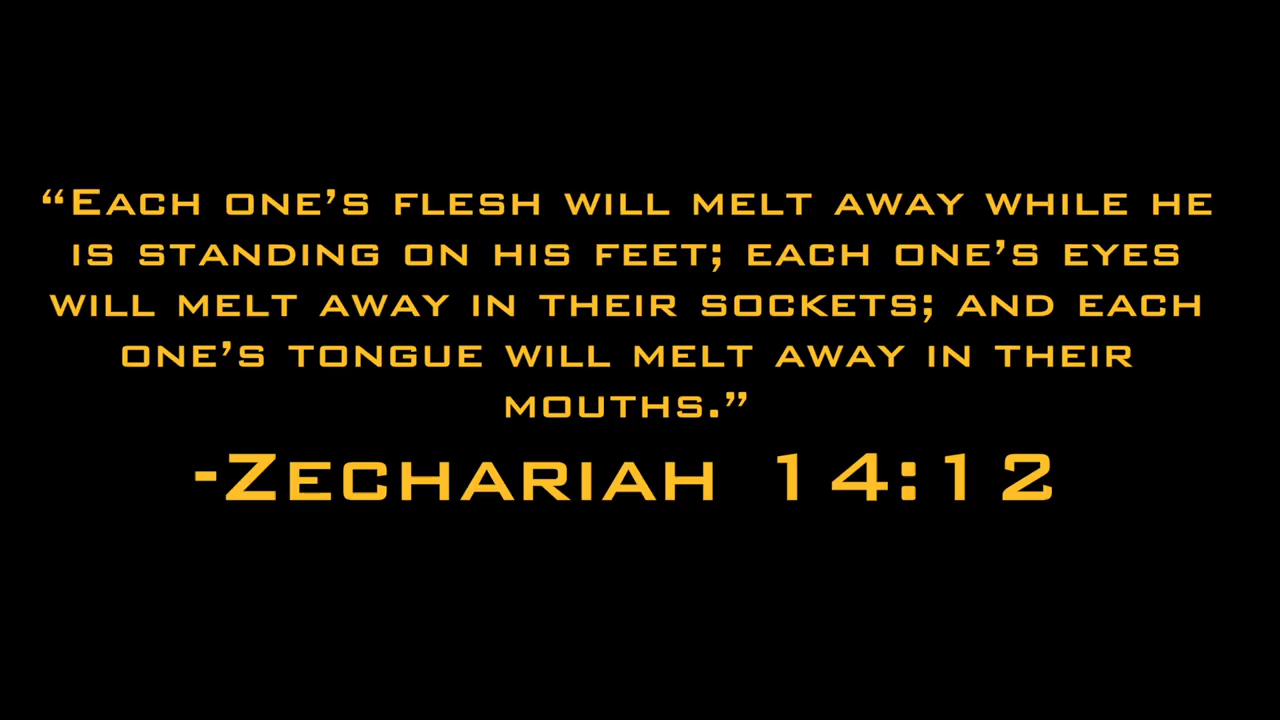 “Each one’s flesh will melt away while he
is standing on his feet; each one’s eyes
will melt away in their sockets; and each
one’s tongue will melt away in their
mouths.”
-Zechariah 14:12